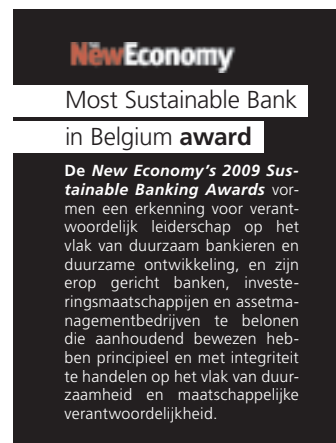 NewEconomy
Most Sustainable Bank
in Belgium award
De New Economy's 2009 Sus-
tainable Banking Awards vor-
men een erkenning voor verant-
woordelijk leiderschap op het
vlak van duurzaam bankieren en
duurzame ontwikkeling, en zijn
erop gericht banken, investe-
ringsmaatschappijen en assetma-
nagementbedrijven te belonen
die aanhoudend bewezen heb-
ben principieel en met integriteit
te handelen op het vlak van duur-
zaamheid en maatschappelijke
verantwoordelijkheid.